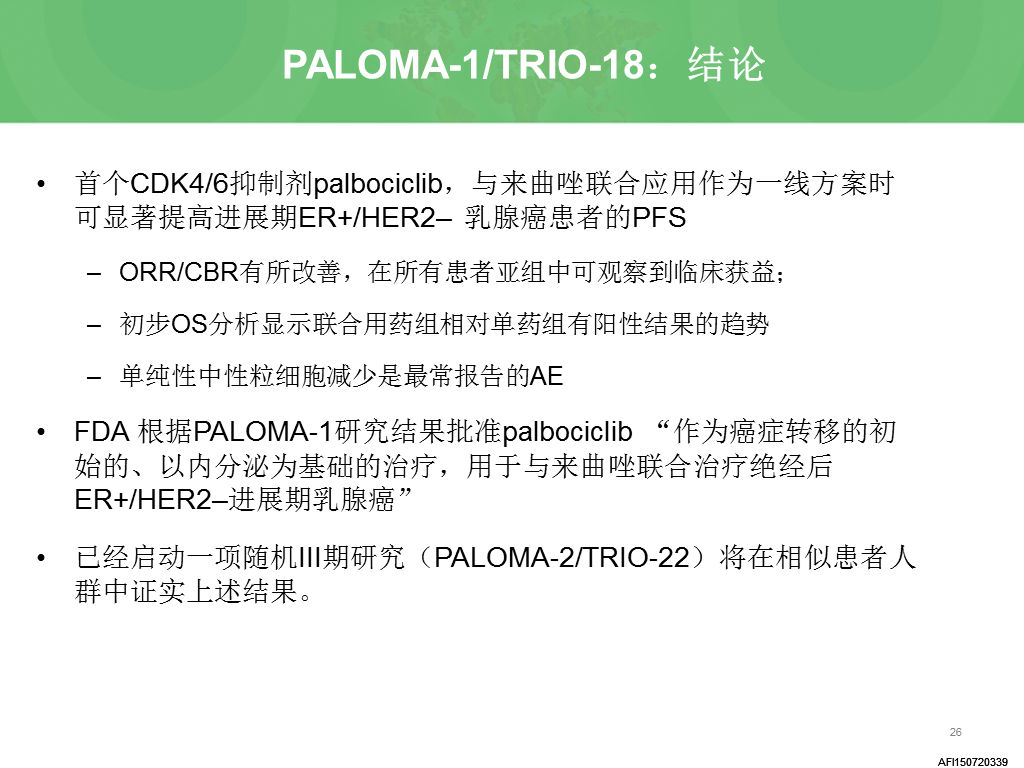 PALOMA-1/TRIO-18：结论
• 首个CDK4/6抑制剂palbociclib，与来曲唑联合应用作为一线方案时
可显著提高进展期ER+/HER2– 乳腺癌患者的PFS
– ORR/CBR有所改善，在所有患者亚组中可观察到临床获益；
– 初步OS分析显示联合用药组相对单药组有阳性结果的趋势
– 单纯性中性粒细胞减少是最常报告的AE
• FDA 根据PALOMA-1研究结果批准palbociclib “作为癌症转移的初
始的、以内分泌为基础的治疗，用于与来曲唑联合治疗绝经后
ER+/HER2–进展期乳腺癌”
• 已经启动一项随机III期研究（PALOMA-2/TRIO-22）将在相似患者人
群中证实上述结果。
26
AFI150720339